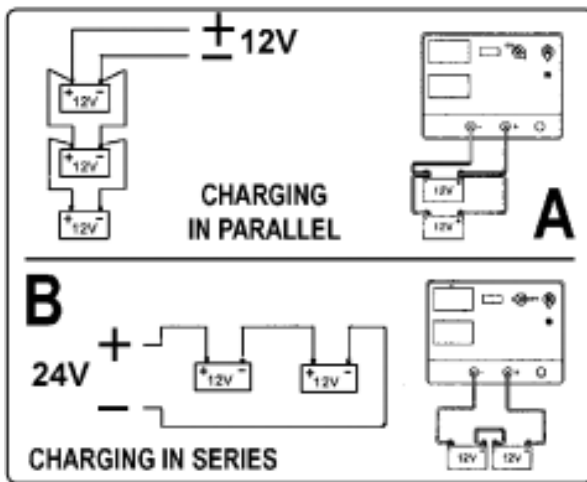 + 12V
−
+ 12V -
+ 12V -
+ 12V -
CHARGING
IN PARALLEL
- +
12V
12V
A
B
+
24V
−
+ 12V -
+ 12V -
CHARGING IN SERIES
- +
12V 12V